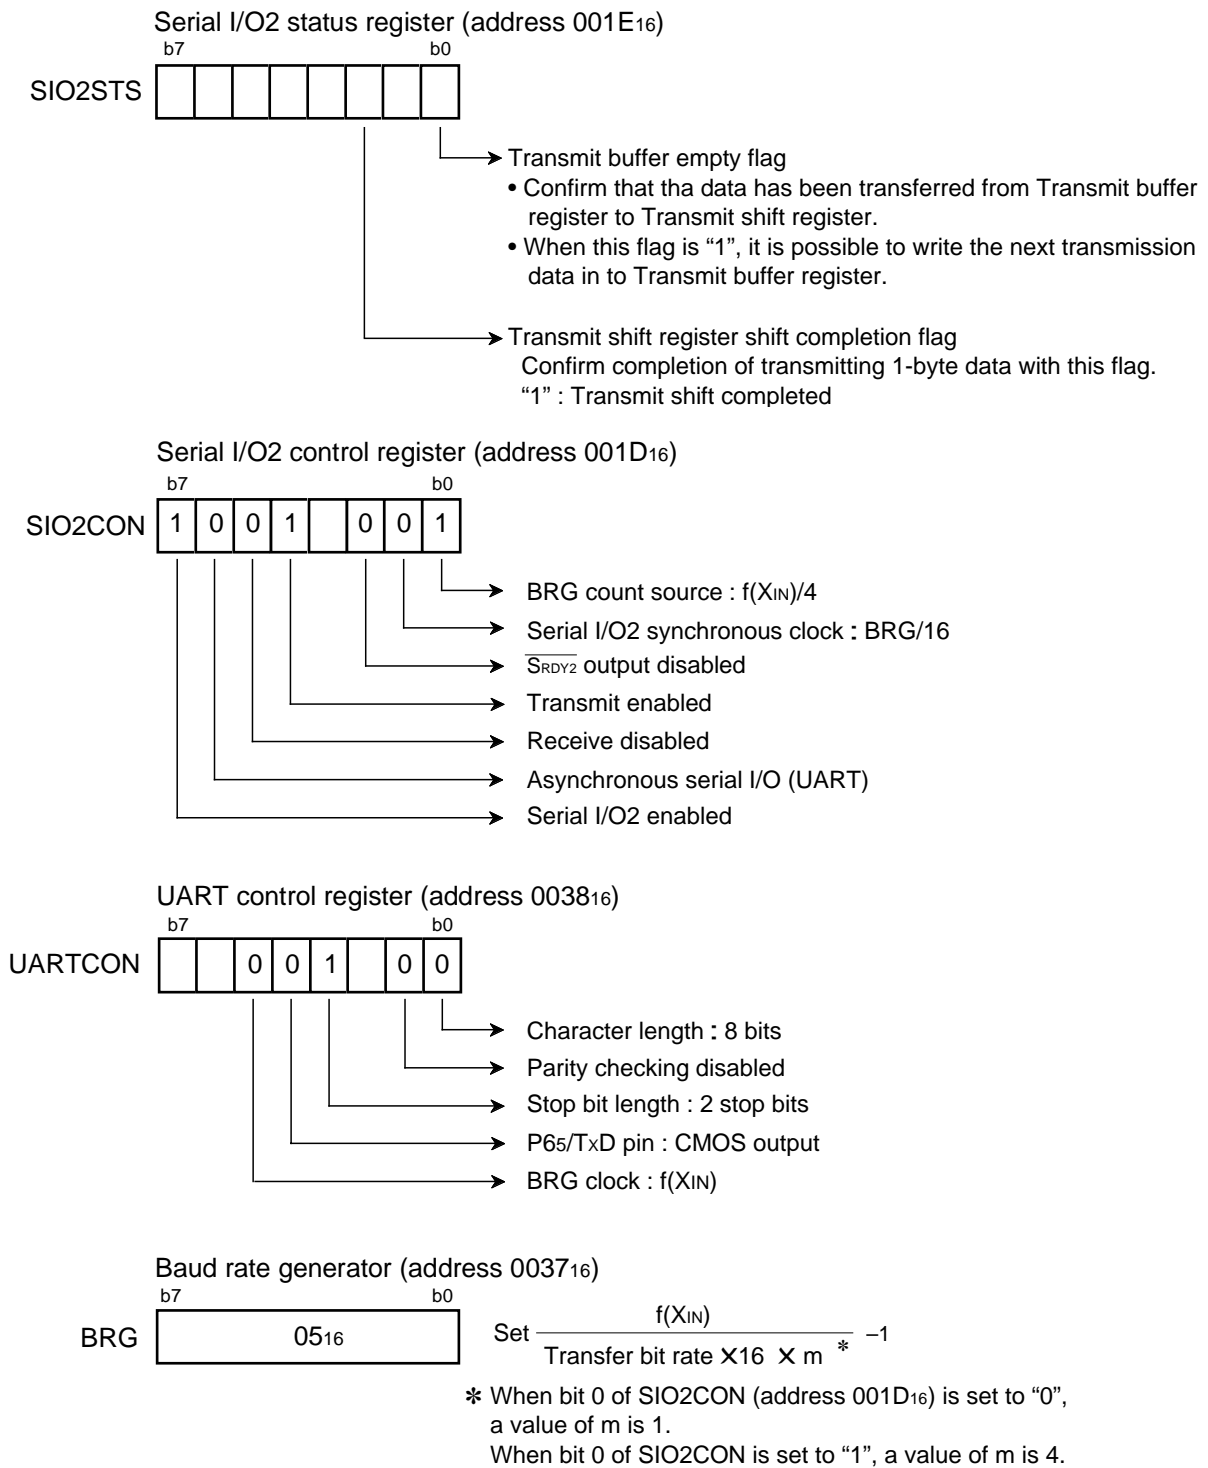 Serial I/O2 status register (address 001E16)
b7 b0
SIO2STS
Transmit buffer empty flag
• Confirm that tha data has been transferred from Transmit buffer
register to Transmit shift register.
• When this flag is “1”, it is possible to write the next transmission
data in to Transmit buffer register.
Transmit shift register shift completion flag
Confirm completion of transmitting 1-byte data with this flag.
“1” : Transmit shift completed
Serial I/O2 control register (address 001D16)
b7 b0
SIO2CON 1 0 0 1 0 0 1
BRG count source : f(XIN)/4
Serial I/O2 synchronous clock : BRG/16
SRDY2 output disabled
Transmit enabled
Receive disabled
Asynchronous serial I/O (UART)
Serial I/O2 enabled
UART control register (address 003816)
b7 b0
UARTCON 0 0 1 0 0
Character length : 8 bits
Parity checking disabled
Stop bit length : 2 stop bits
P65/TXD pin : CMOS output
BRG clock : f(XIN)
Baud rate generator (address 003716)
b7 b0
BRG 0516
Set f(XIN)
Transfer bit rate ✕16 ✕ m * –1
* When bit 0 of SIO2CON (address 001D16) is set to “0”,
a value of m is 1.
When bit 0 of SIO2CON is set to “1”, a value of m is 4.